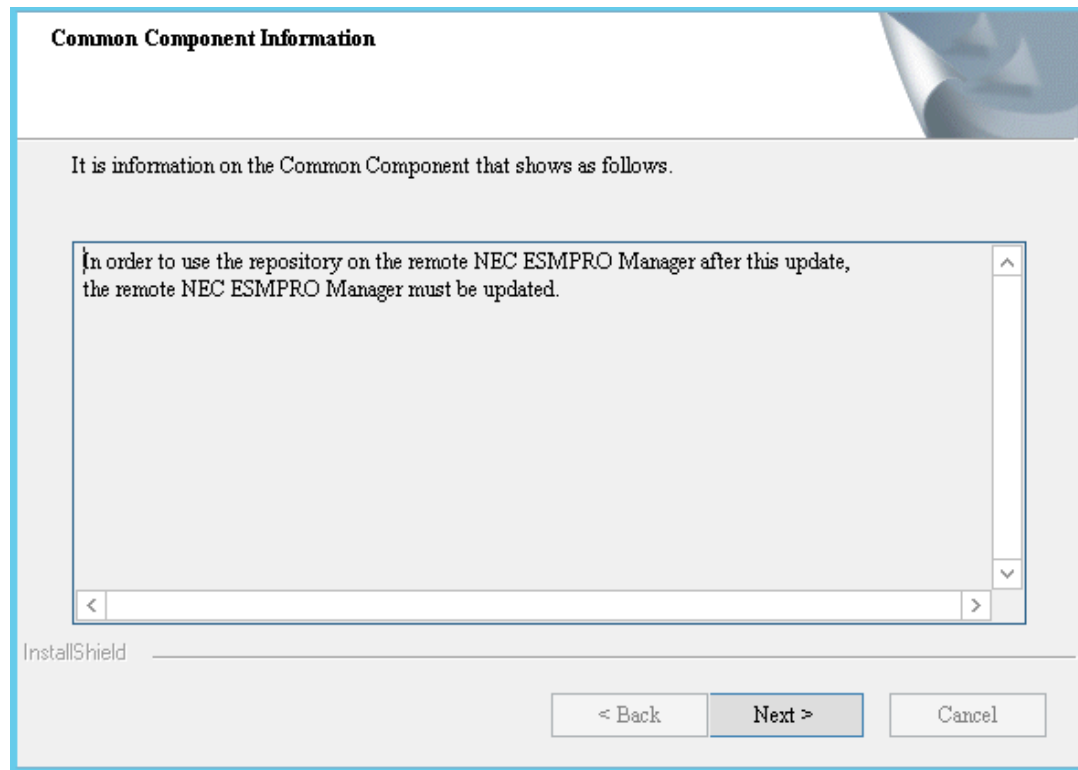 Common Component Information
It is information on the Common Component that shows as follows.
In order to use the repository on the remote NEC ESMPRO Manager after this update,
the remote NEC ESMPRO Manager must be updated.
InstallShield
< Back
Next >
Cancel